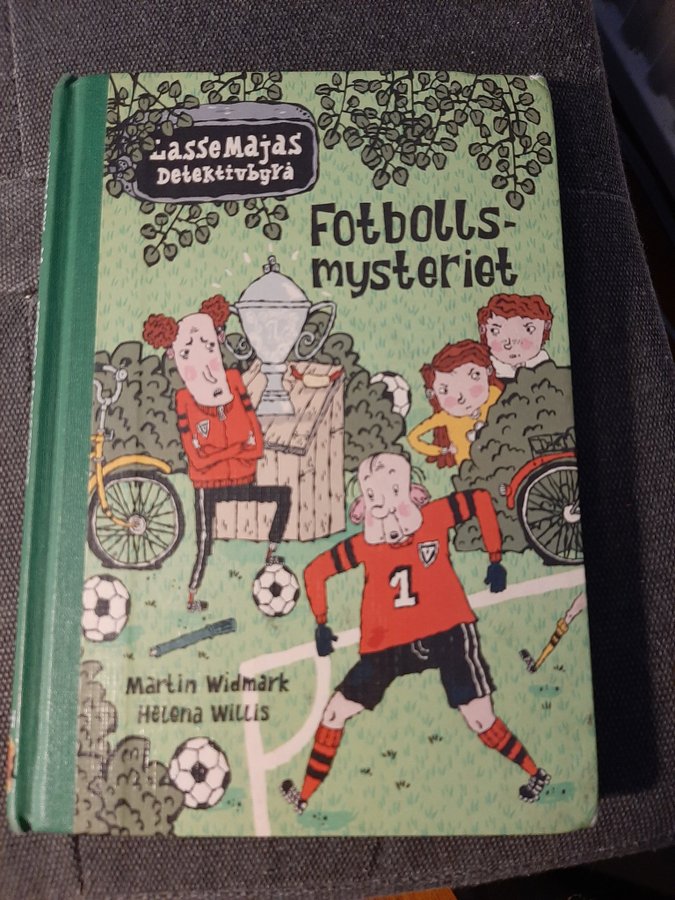 LasseMajas
Detektivbyrå
Fotbolls-
mysteriet
1
Martin Widmark
Helena Willis